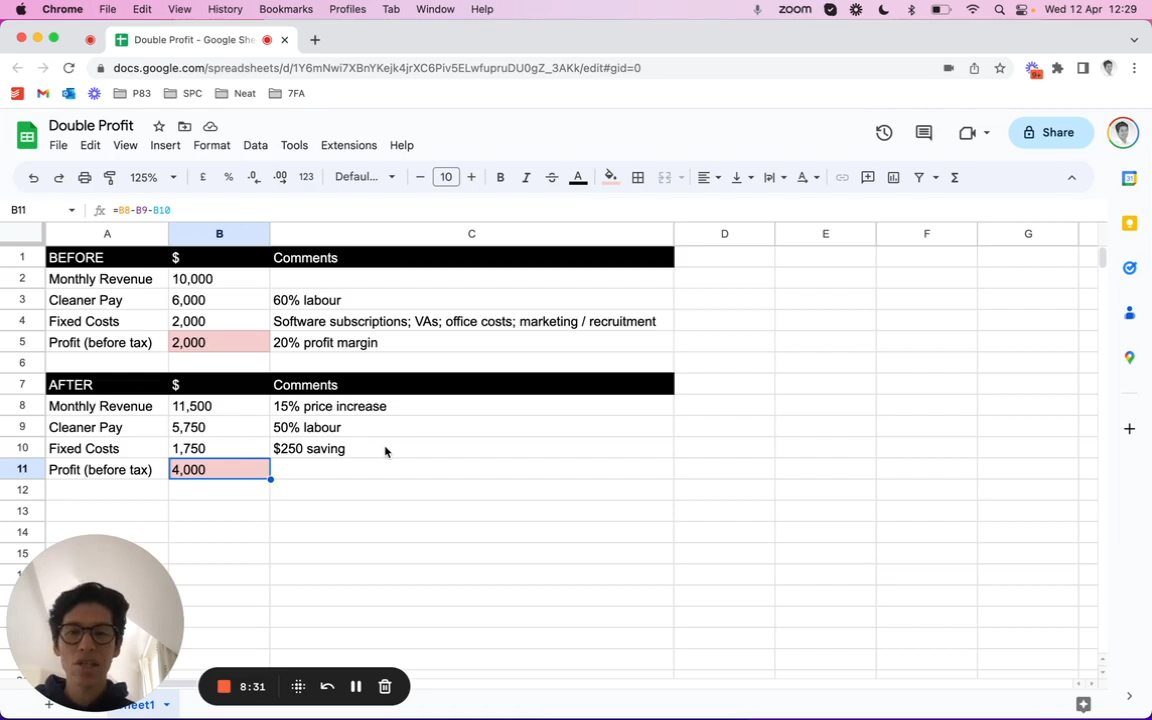 Chrome File Edit View History Bookmarks Profiles Tab Window Help zoom Wed 12 Apr 12:29
Double Profit - Google She
docs.google.com/spreadsheets/d/1Y6mNwi7XBnYKejk4jrXC6Piv5ELwfupruDU0gZ_3AKk/edit#gid=0 9+
P83 SPC Neat 7FA
Double Profit
File Edit View Insert Format Data Tools Extensions Help
Share
125% £ % .0 .00 123 Defaul... − 10 + B I S A
B11 fx =B8-B9-B10
A B C D E F G
1 BEFORE $ Comments
2 Monthly Revenue 10,000
3 Cleaner Pay 6,000 60% labour
4 Fixed Costs 2,000 Software subscriptions; VAs; office costs; marketing / recruitment
5 Profit (before tax) 2,000 20% profit margin
6
7 AFTER $ Comments
8 Monthly Revenue 11,500 15% price increase
9 Cleaner Pay 5,750 50% labour
10 Fixed Costs 1,750 $250 saving
11 Profit (before tax) 4,000
12
13
14
15
8:31